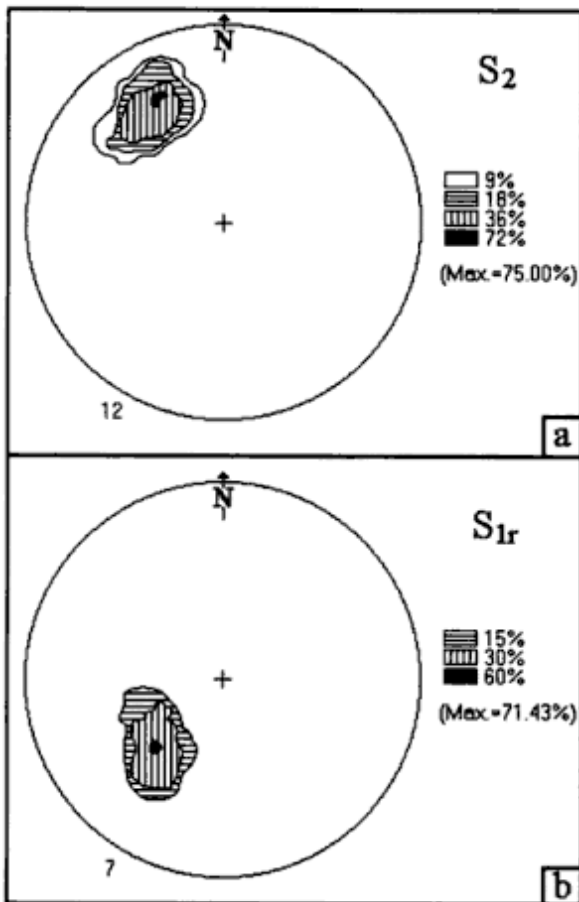 N
S₂
9%
18%
36%
72%
(Max.=75.00%)
12
a
N
S₁ᵣ
15%
30%
60%
(Max.=71.43%)
7
b